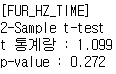 [FUR_HZ_TIME]
2-Sample t-test
t 통계량 : 1.099
p-value : 0.272